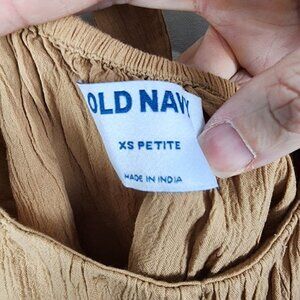 OLD NAVY
XS PETITE
MADE IN INDIA